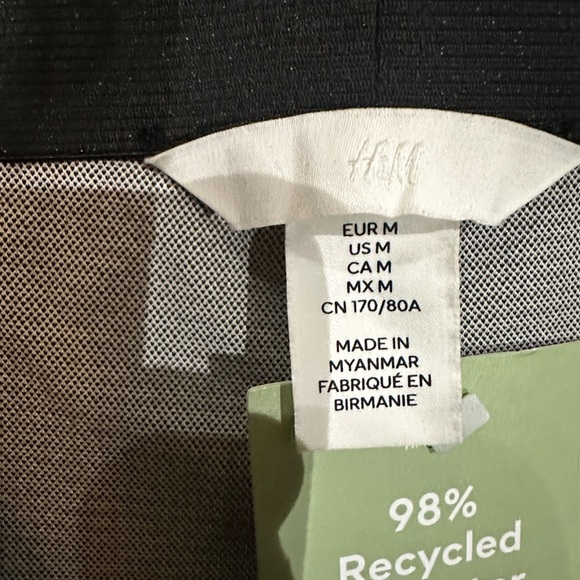 H&M
EUR M
US M
CA M
MX M
CN 170/80A
MADE IN
MYANMAR
FABRIQUÉ EN
BIRMANIE
98%
Recycled